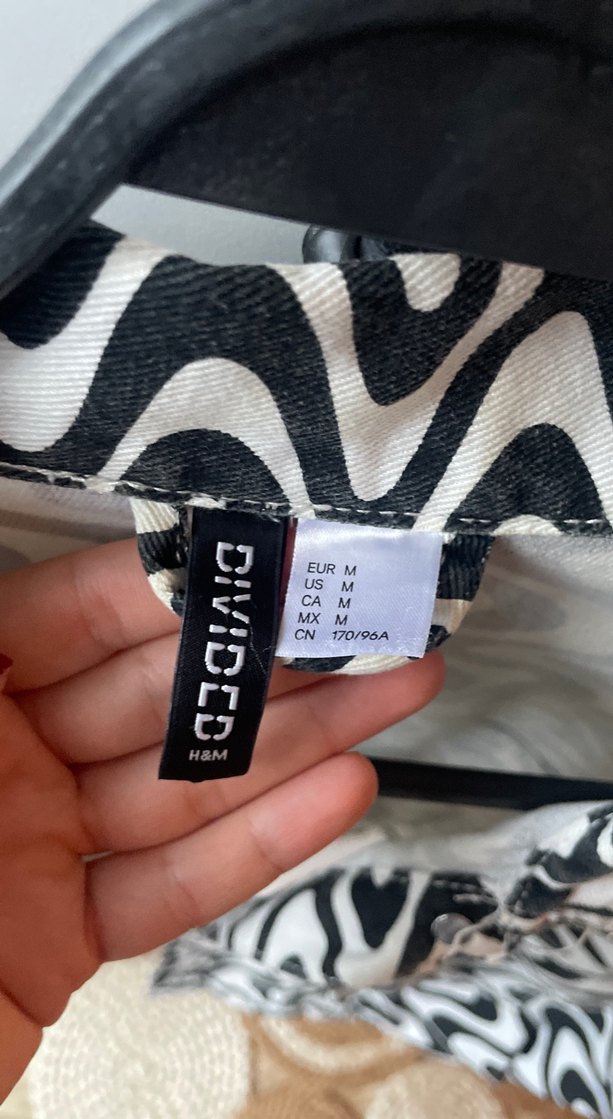 DIVIDED
H&M
EUR M
US M
CA M
MX M
CN 170/96A